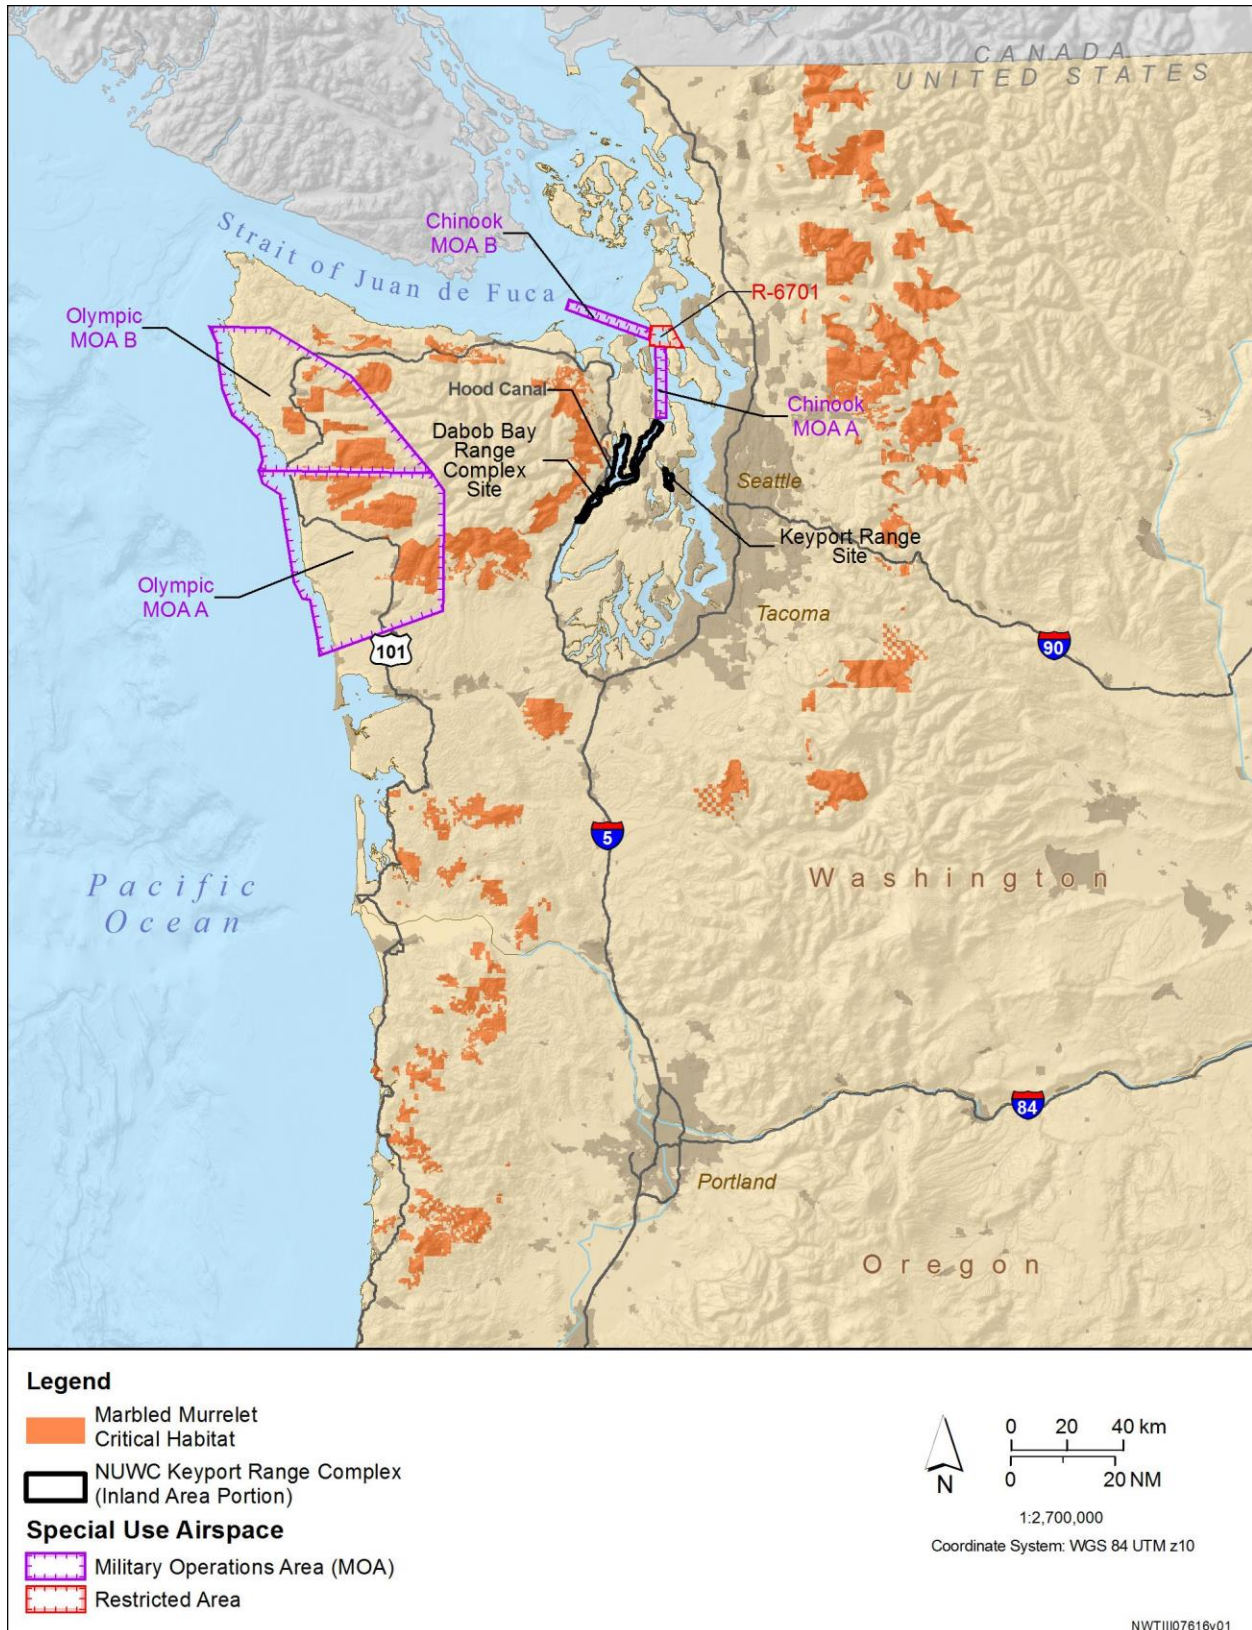 CANADA
UNITED STATES
Chinook
MOA B
Strait of Juan de Fuca
R-6701
Olympic
MOA B
Hood Canal
Chinook
MOA A
Dabob Bay
Range
Complex
Site
Seattle
Keyport Range
Site
Olympic
MOA A
Tacoma
101
90
5
Washington
Pacific
Ocean
84
Portland
Oregon
Legend
Marbled Murrelet
Critical Habitat
NUWC Keyport Range Complex
(Inland Area Portion)
Special Use Airspace
Military Operations Area (MOA)
Restricted Area
N
0 20 40 km
0 20 NM
1:2,700,000
Coordinate System: WGS 84 UTM z10
NWTIII07616v01